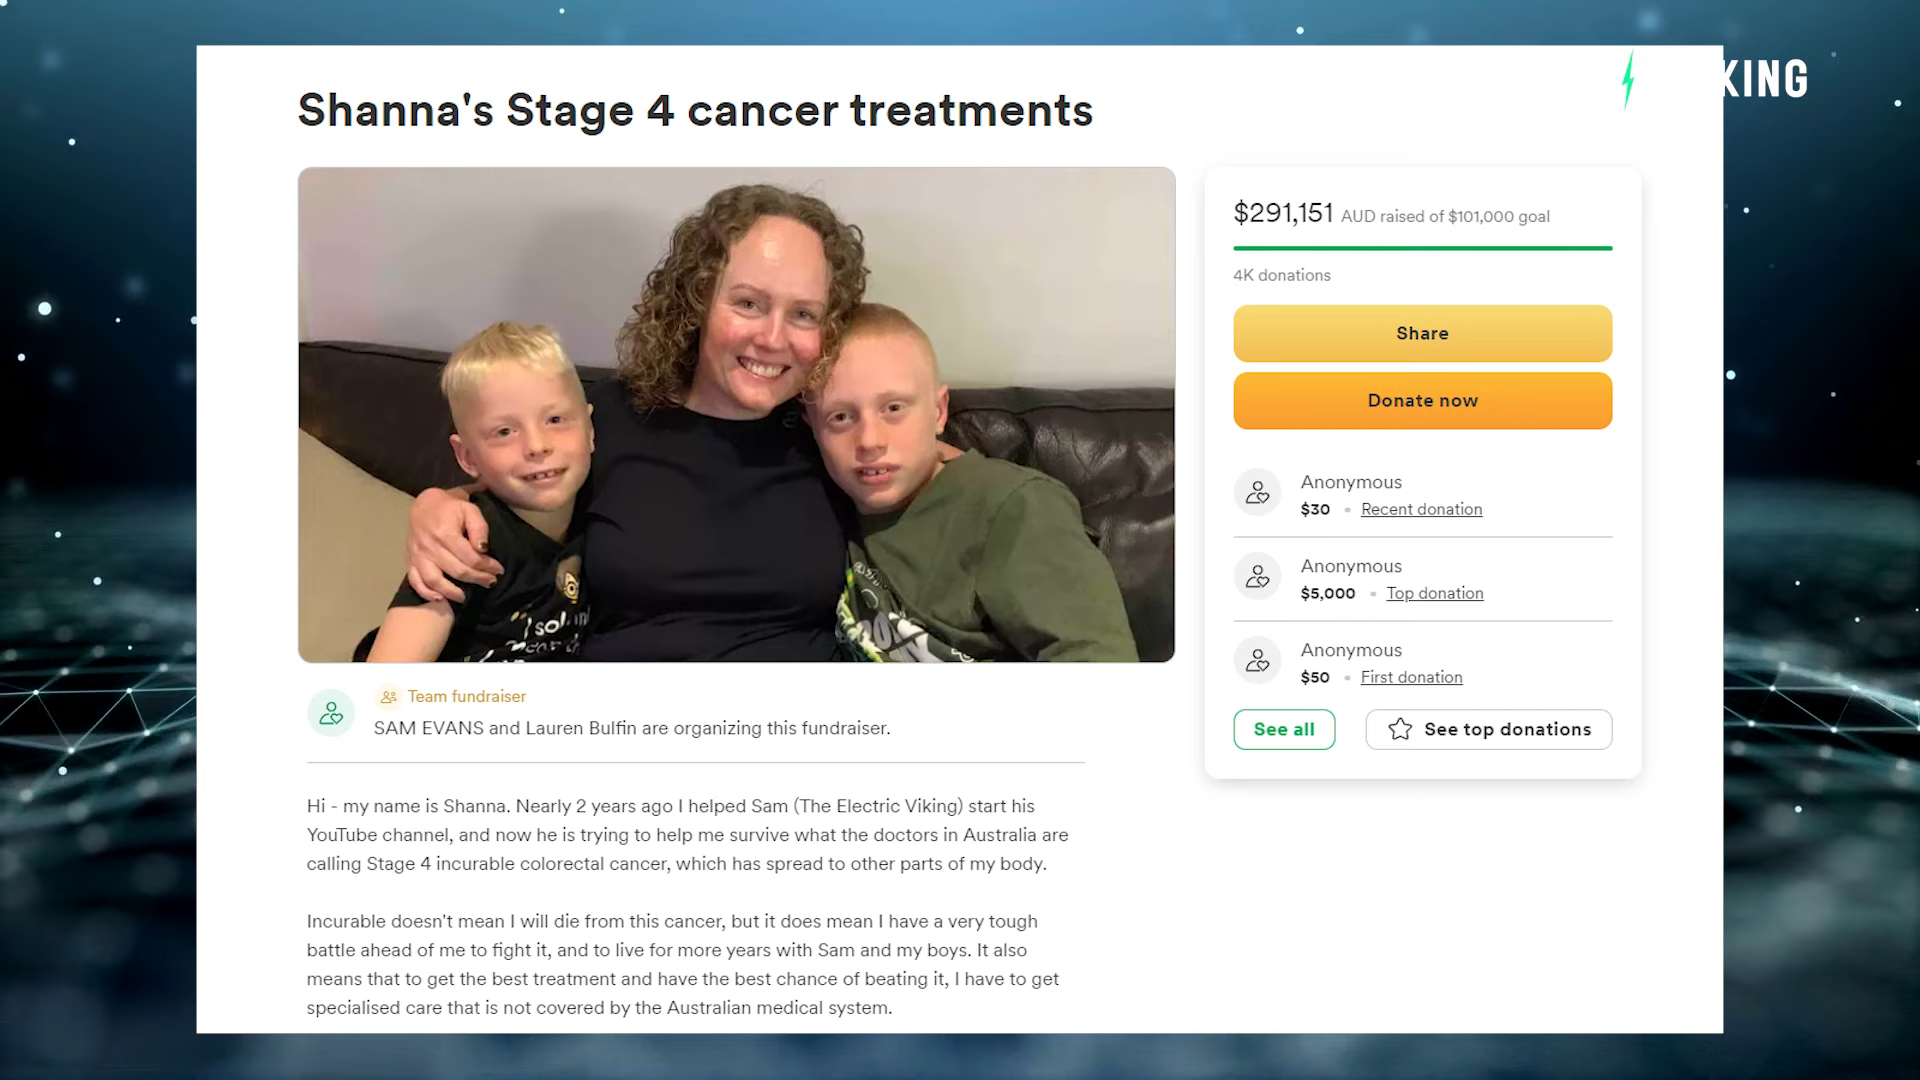 KING
Shanna's Stage 4 cancer treatments
$291,151 AUD raised of $101,000 goal
4K donations
Share
Donate now
Anonymous
$30 • Recent donation
Anonymous
$5,000 • Top donation
Anonymous
$50 • First donation
See all
See top donations
Team fundraiser
SAM EVANS and Lauren Bulfin are organizing this fundraiser.
Hi - my name is Shanna. Nearly 2 years ago I helped Sam (The Electric Viking) start his
YouTube channel, and now he is trying to help me survive what the doctors in Australia are
calling Stage 4 incurable colorectal cancer, which has spread to other parts of my body.
Incurable doesn't mean I will die from this cancer, but it does mean I have a very tough
battle ahead of me to fight it, and to live for more years with Sam and my boys. It also
means that to get the best treatment and have the best chance of beating it, I have to get
specialised care that is not covered by the Australian medical system.